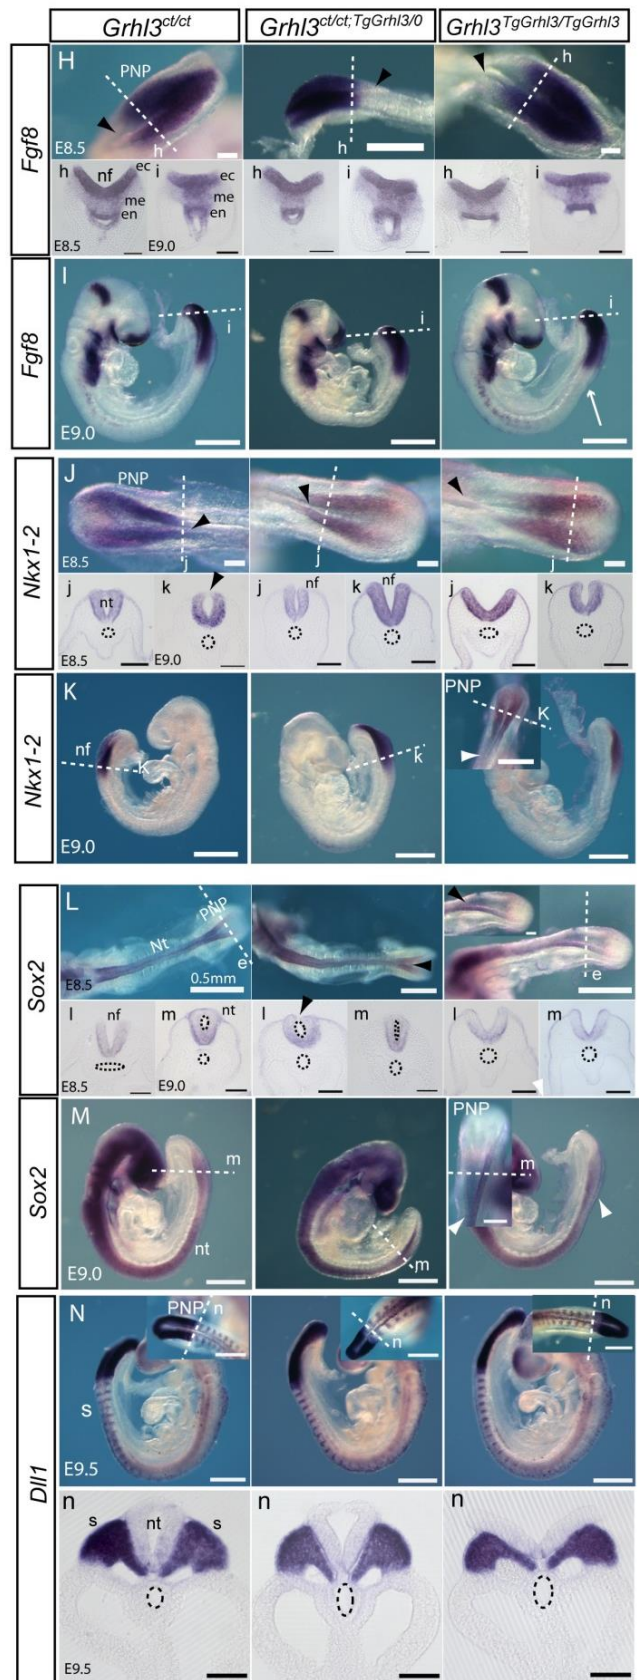 Grhl3ct/ct Grhl3ct/ct;TgGrhl3/0 Grhl3TgGrhl3/TgGrhl3
Fgf8
H PNP h E8.5
h
h
h nf ec me en E8.5
i ec me en E9.0
h i
h i
Fgf8
I i E9.0
i
i
Nkx1-2
J PNP j E8.5
j
j
j nt E8.5
k E9.0
j nf k nf
j k
Nkx1-2
K nf K E9.0
k
PNP K
Sox2
L Nt PNP e 0.5mm E8.5
e
l nf E8.5
m nt E9.0
l m
l m
Sox2
M m nt E9.0
m
PNP m
Dll1
N PNP n s E9.5
n
n
n s nt s E9.5
n
n